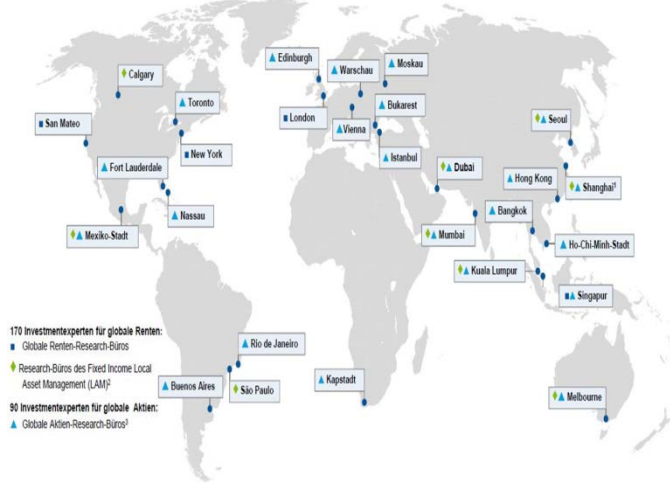 Edinburgh
Moskau
Warschau
Calgary
Toronto
Bukarest
San Mateo
London
Seoul
Vienna
New York
Istanbul
Fort Lauderdale
Dubai
Hong Kong
Shanghai¹
Nassau
Bangkok
Mexiko-Stadt
Mumbai
Ho-Chi-Minh-Stadt
Kuala Lumpur
Singapur
170 Investmentexperten für globale Renten:
Globale Renten-Research-Büros
Research-Büros des Fixed Income Local
Asset Management (LAM)²
90 Investmentexperten für globale Aktien:
Globale Aktien-Research-Büros³
Rio de Janeiro
Buenos Aires
São Paulo
Kapstadt
Melbourne